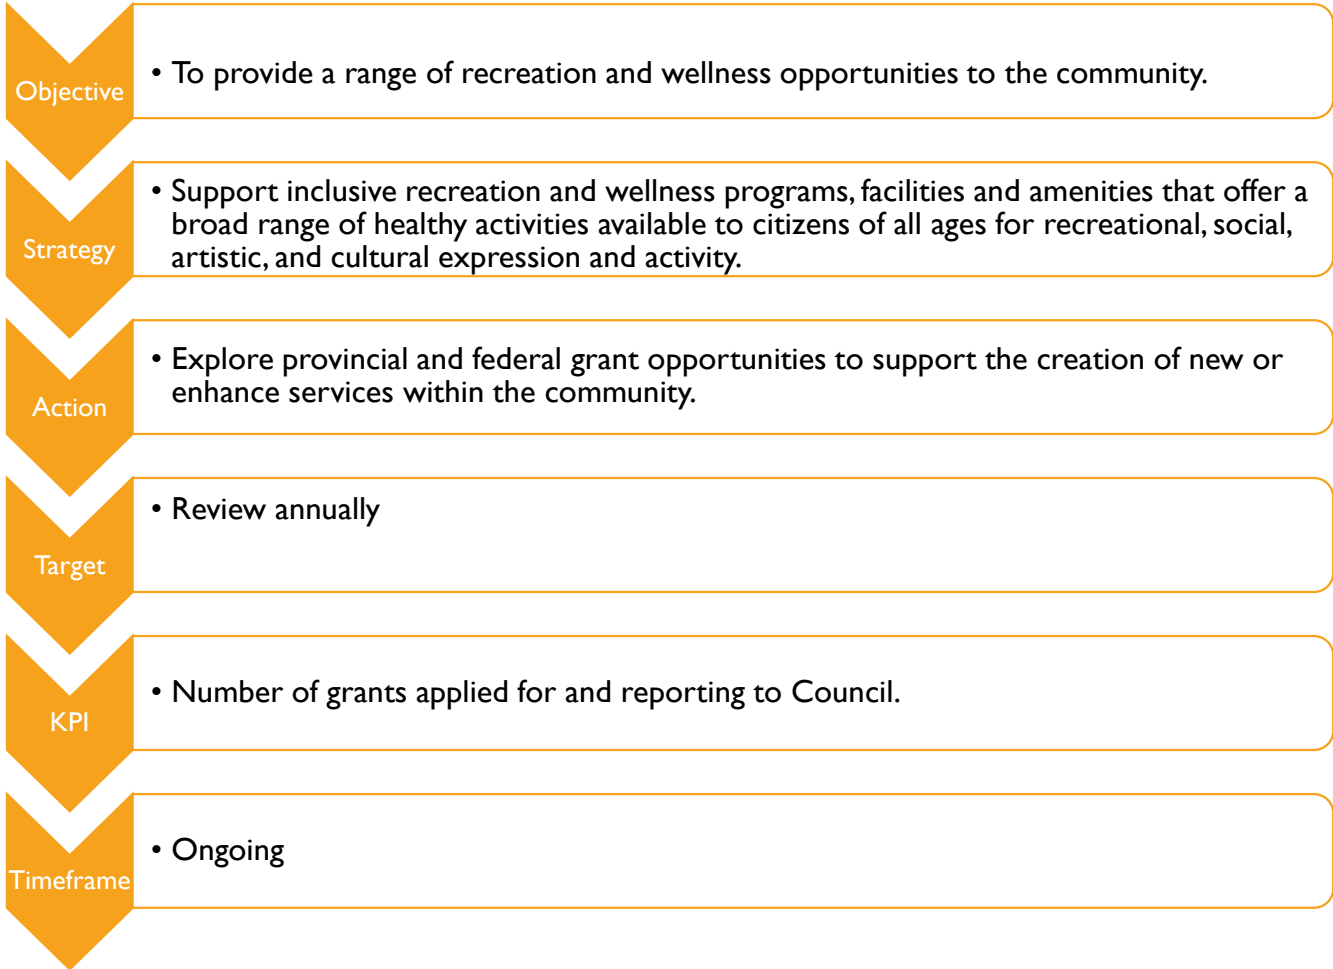 Objective
• To provide a range of recreation and wellness opportunities to the community.
Strategy
• Support inclusive recreation and wellness programs, facilities and amenities that offer a
broad range of healthy activities available to citizens of all ages for recreational, social,
artistic, and cultural expression and activity.
Action
• Explore provincial and federal grant opportunities to support the creation of new or
enhance services within the community.
Target
• Review annually
KPI
• Number of grants applied for and reporting to Council.
Timeframe
• Ongoing